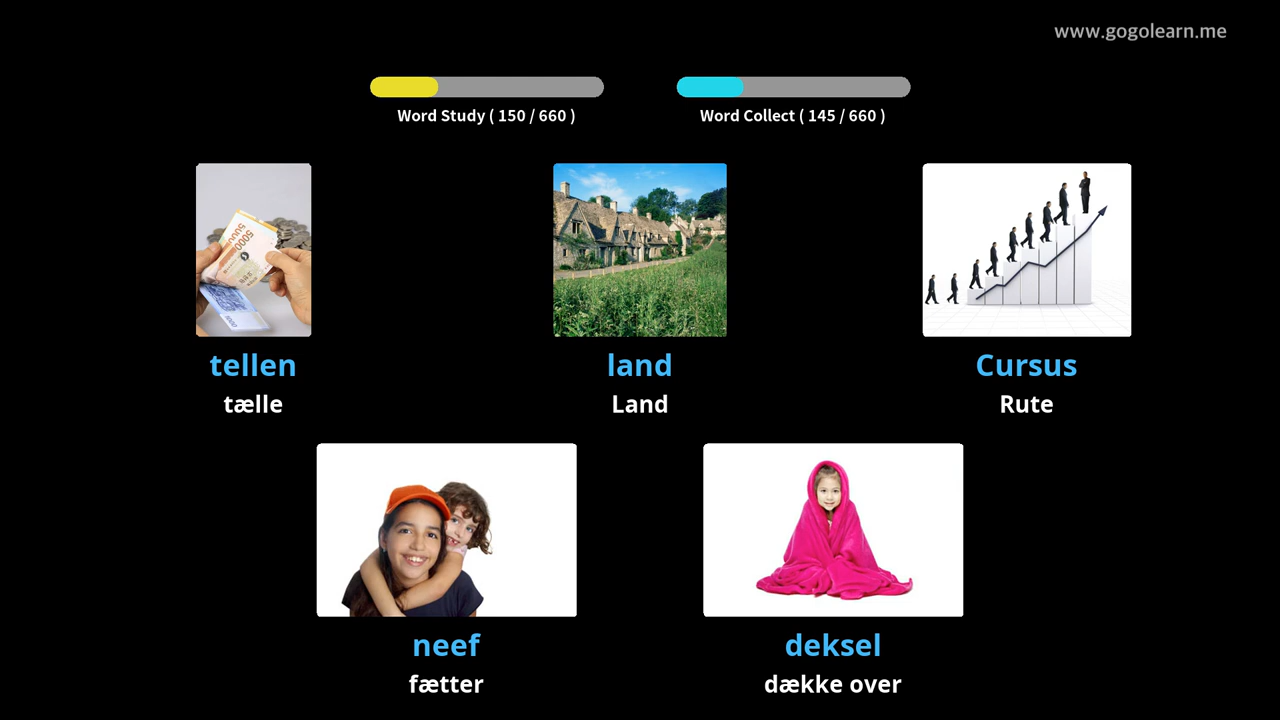 www.gogolearn.me
Word Study ( 150 / 660 )
Word Collect ( 145 / 660 )
tellen
tælle
land
Land
Cursus
Rute
neef
fætter
deksel
dække over